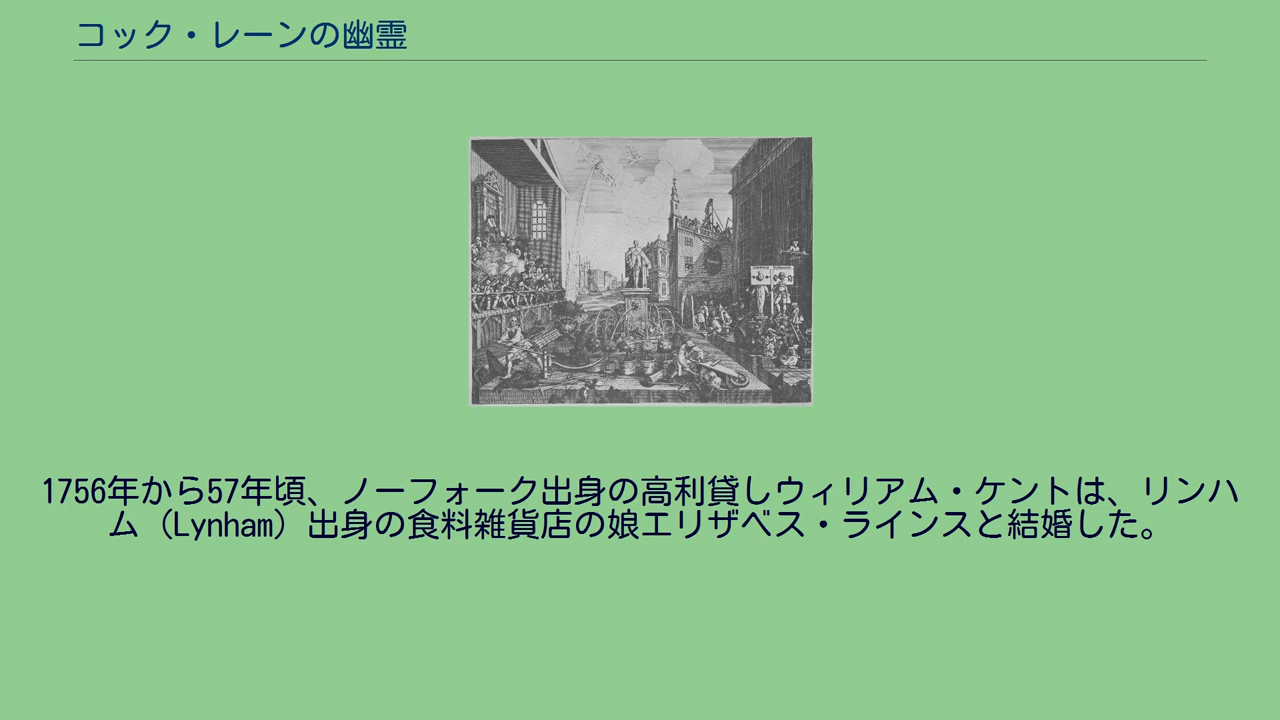 コック・レーンの幽霊
1756年から57年頃、ノーフォーク出身の高利貸しウィリアム・ケントは、リンハ
ム（Lynham）出身の食料雑貨店の娘エリザベス・ラインスと結婚した。